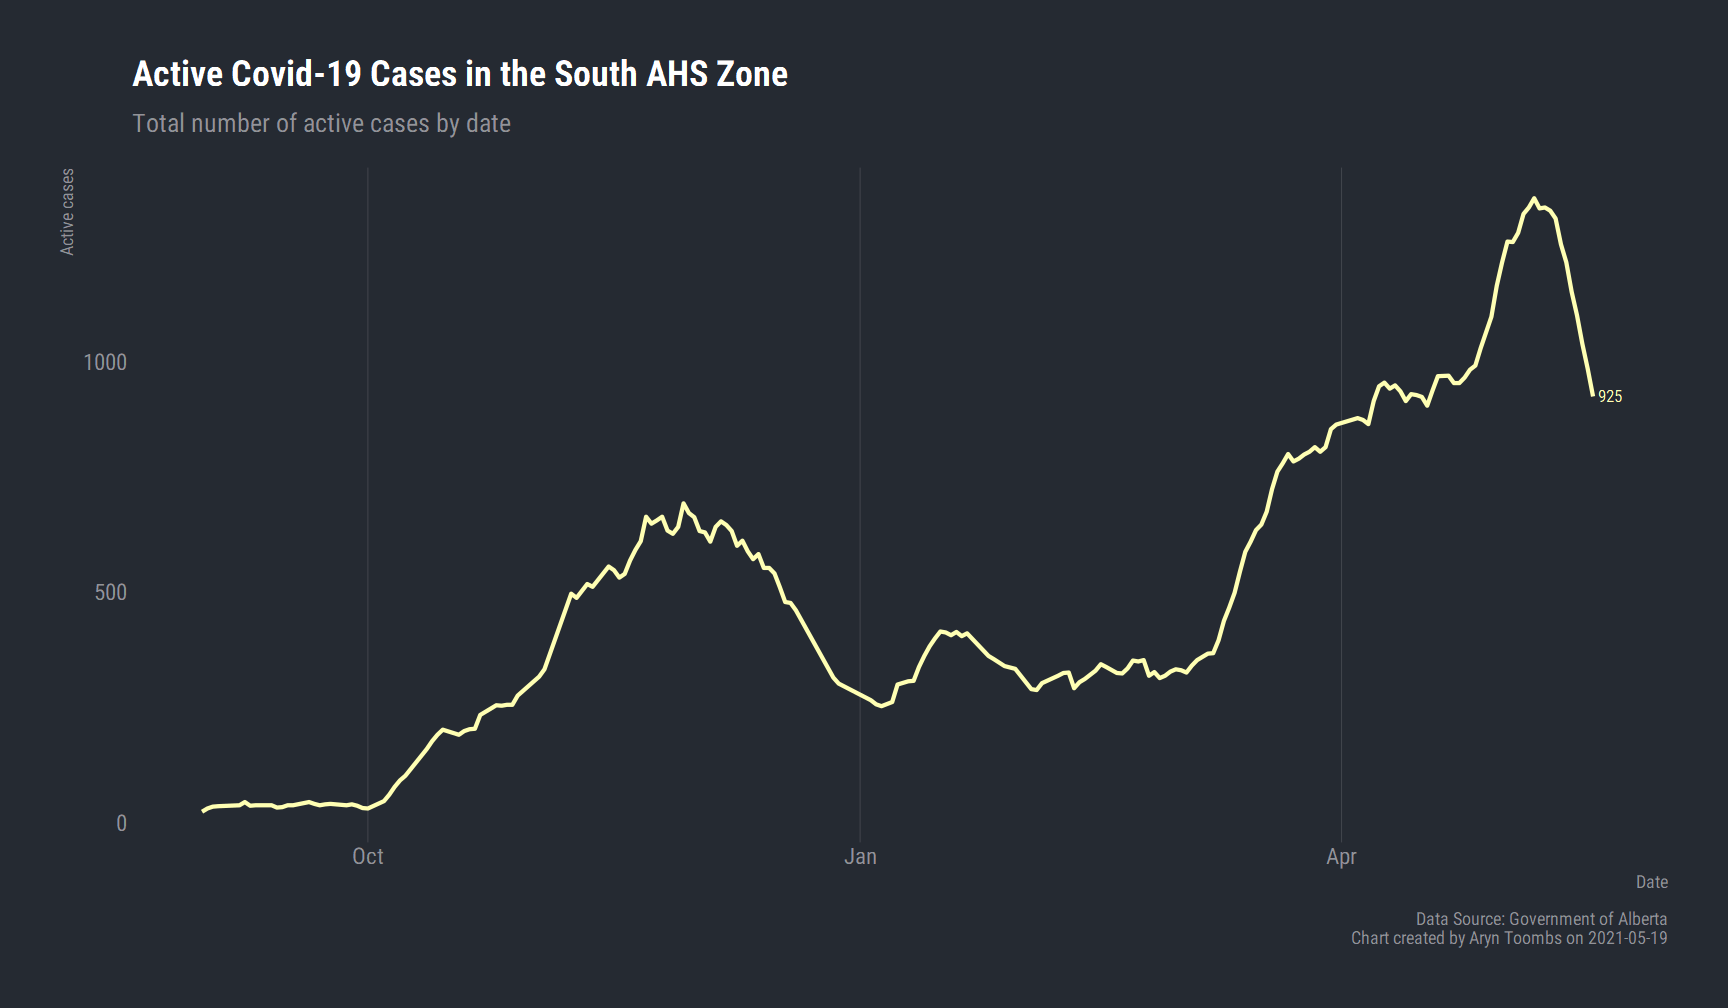 Active Covid-19 Cases in the South AHS Zone
Total number of active cases by date
Active cases
1000
500
0
925
Oct
Jan
Apr
Date
Data Source: Government of Alberta
Chart created by Aryn Toombs on 2021-05-19